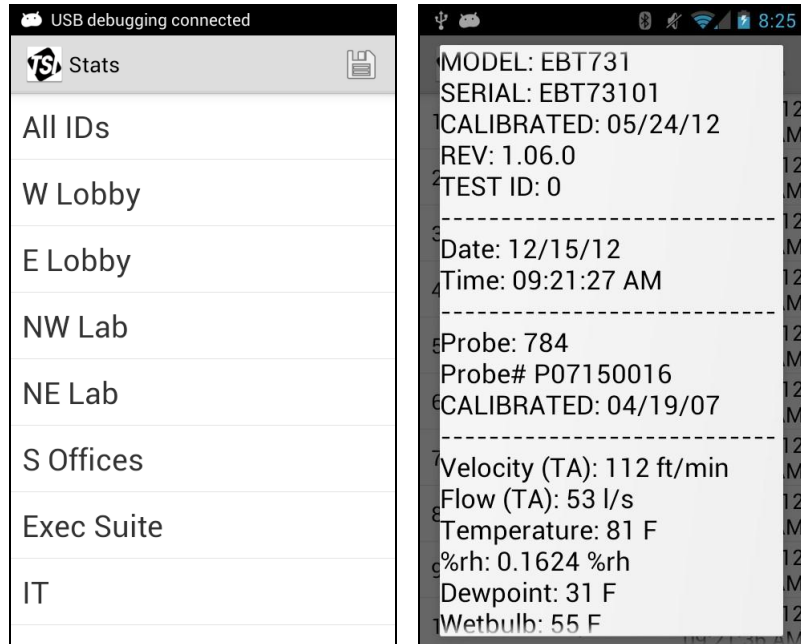 USB debugging connected
TSI Stats
All IDs
W Lobby
E Lobby
NW Lab
NE Lab
S Offices
Exec Suite
IT
8:25
MODEL: EBT731
SERIAL: EBT73101
CALIBRATED: 05/24/12
REV: 1.06.0
TEST ID: 0
--------------------------
Date: 12/15/12
Time: 09:21:27 AM
--------------------------
Probe: 784
Probe# P07150016
CALIBRATED: 04/19/07
--------------------------
Velocity (TA): 112 ft/min
Flow (TA): 53 l/s
Temperature: 81 F
%rh: 0.1624 %rh
Dewpoint: 31 F
Wetbulb: 55 F